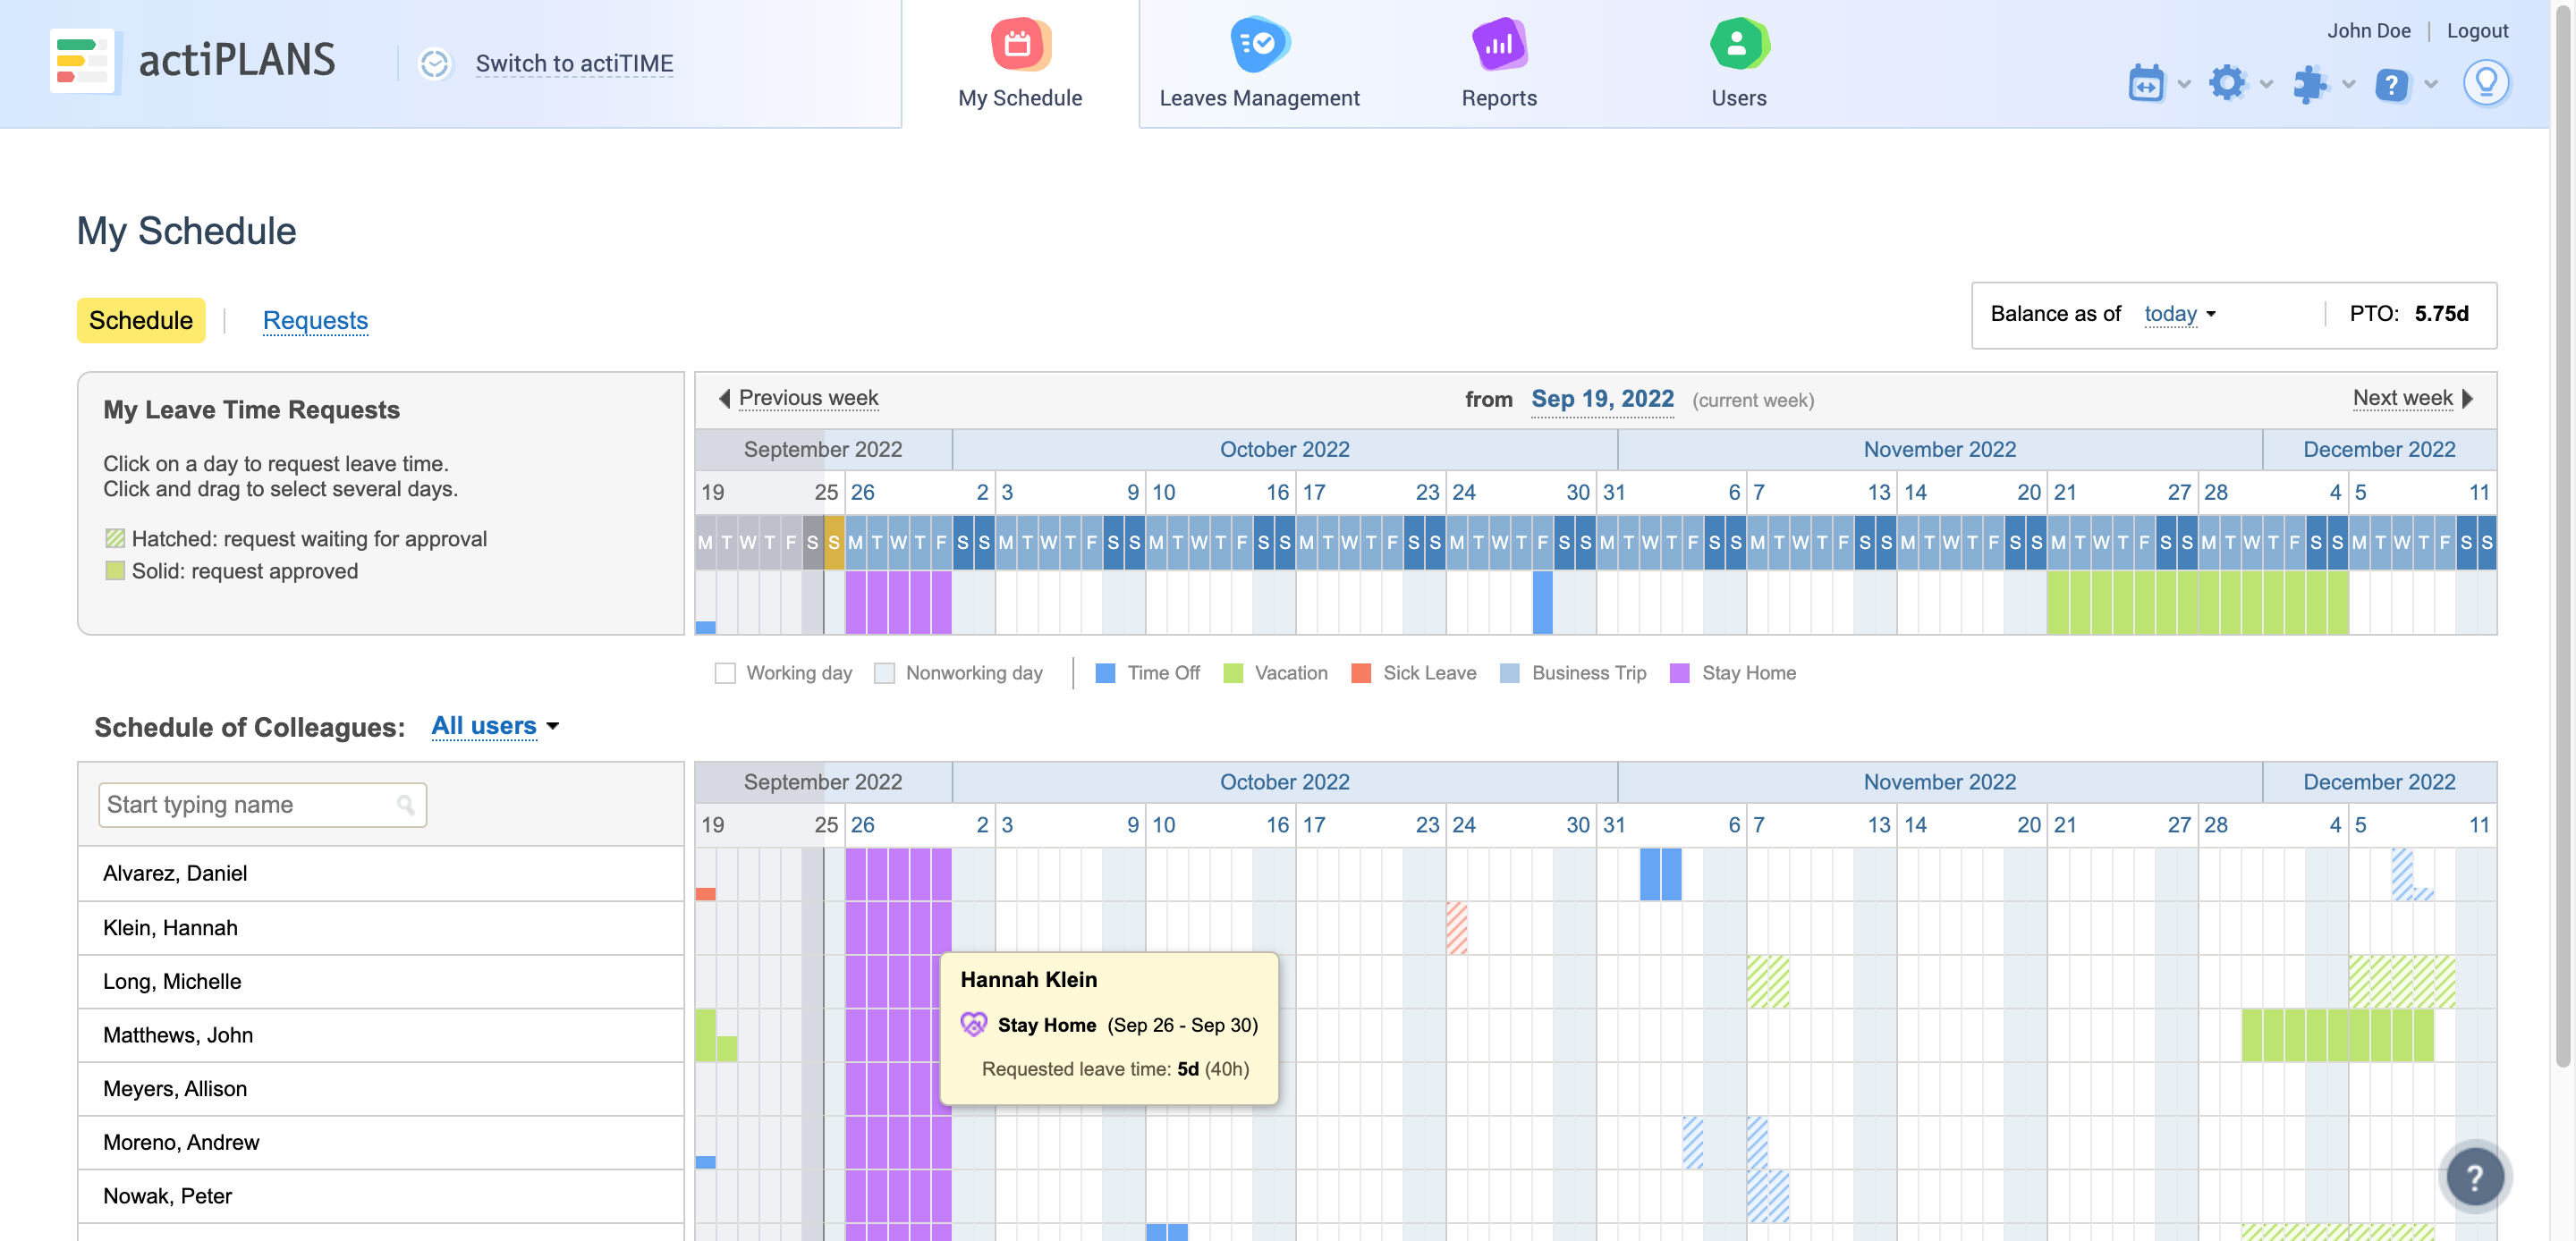 actiPLANS
Switch to actiTIME
My Schedule
Leaves Management
Reports
Users
John Doe
Logout
?
My Schedule
Schedule
Requests
Balance as of today
PTO: 5.75d
My Leave Time Requests
Click on a day to request leave time.
Click and drag to select several days.
Hatched: request waiting for approval
Solid: request approved
Previous week
from Sep 19, 2022 (current week)
Next week
September 2022 October 2022 November 2022 December 2022
19 25 26 2 3 9 10 16 17 23 24 30 31 6 7 13 14 20 21 27 28 4 5 11
M T W T F S S M T W T F S S M T W T F S S M T W T F S S M T W T F S S M T W T F S S M T W T F S S M T W T F S S M T W T F S S M T W T F S S M T W T F S S M T W T F S S
Working day Nonworking day Time Off Vacation Sick Leave Business Trip Stay Home
Schedule of Colleagues: All users
Start typing name
September 2022 October 2022 November 2022 December 2022
19 25 26 2 3 9 10 16 17 23 24 30 31 6 7 13 14 20 21 27 28 4 5 11
Alvarez, Daniel
Klein, Hannah
Long, Michelle
Matthews, John
Meyers, Allison
Moreno, Andrew
Nowak, Peter
Hannah Klein
Stay Home (Sep 26 - Sep 30)
Requested leave time: 5d (40h)
?